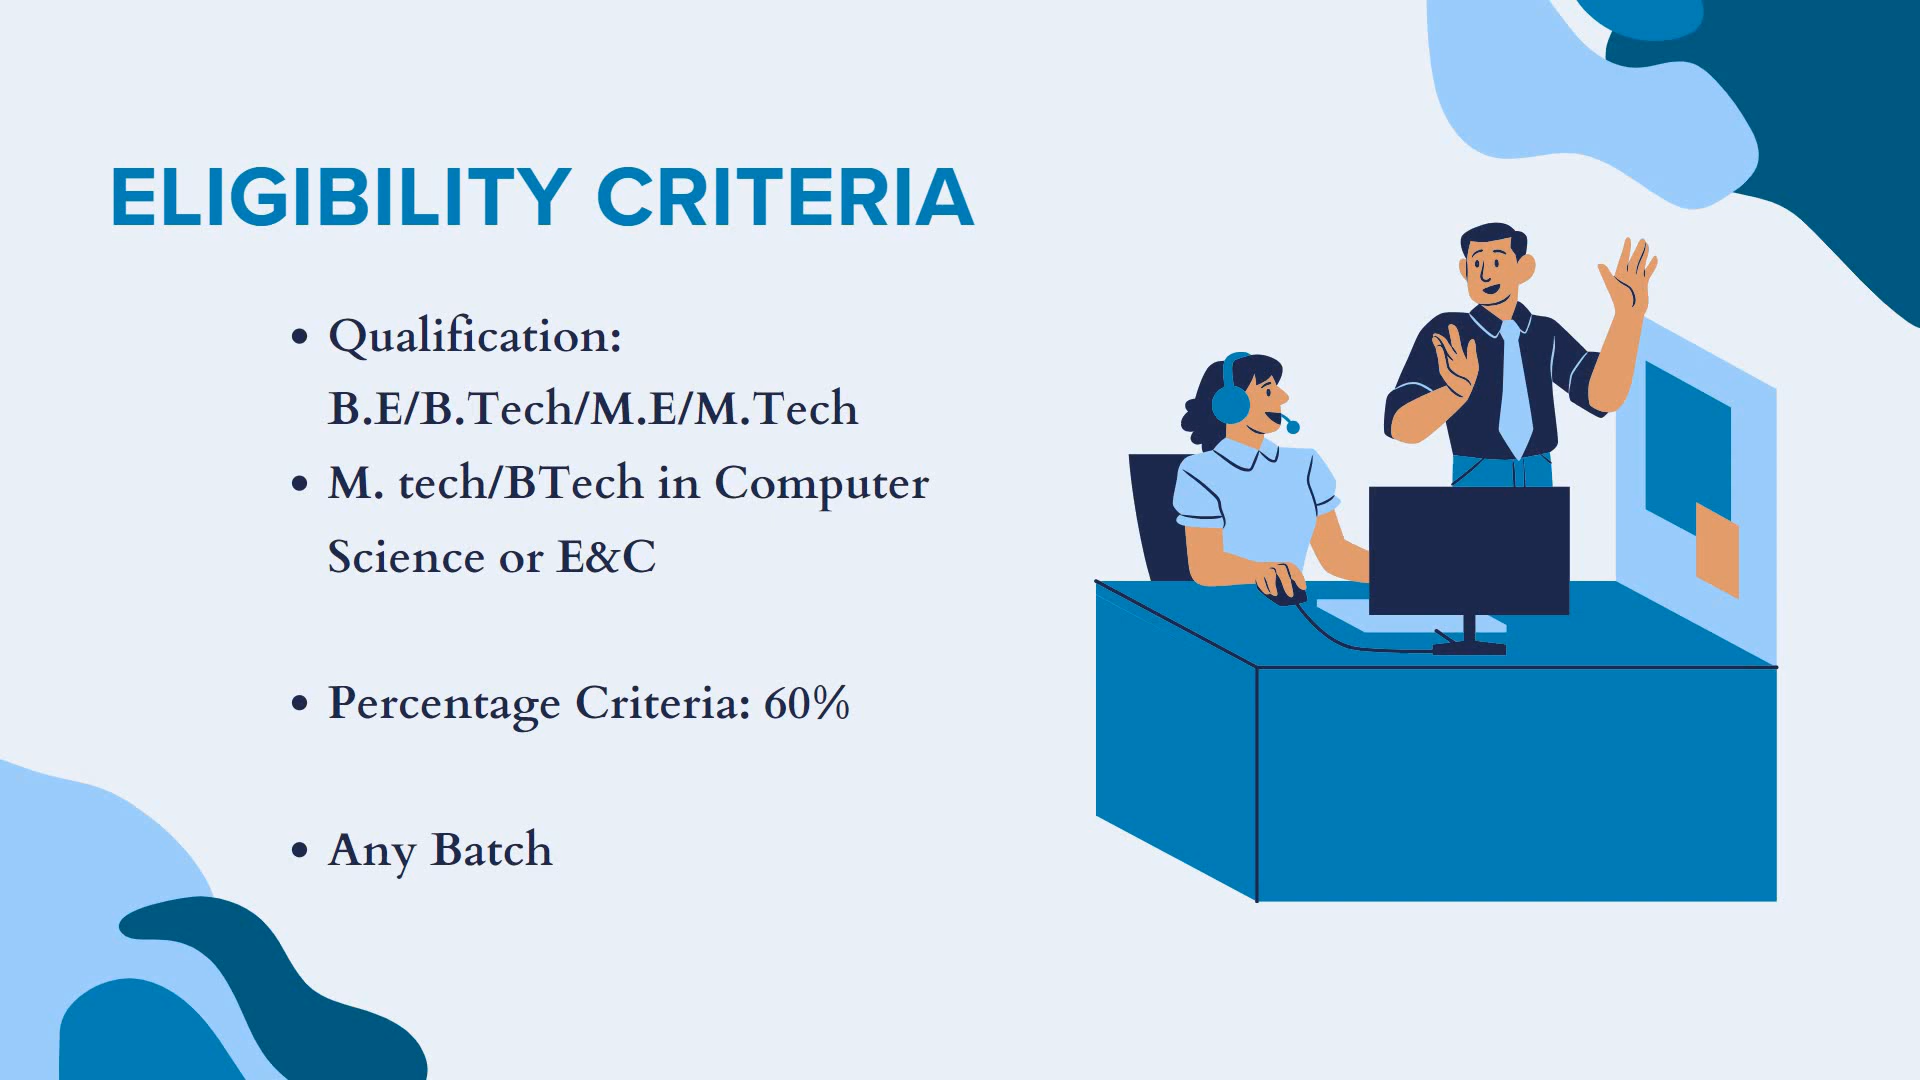 ELIGIBILITY CRITERIA
• Qualification:
B.E/B.Tech/M.E/M.Tech
• M. tech/BTech in Computer
Science or E&C
• Percentage Criteria: 60%
• Any Batch